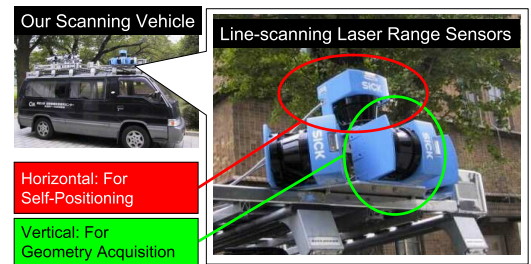 Our Scanning Vehicle
Line-scanning Laser Range Sensors
SICK
SICK
SICK
Horizontal: For
Self-Positioning
Vertical: For
Geometry Acquisition